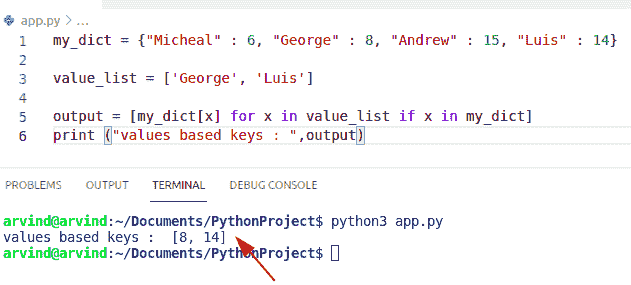 app.py > ...
1 my_dict = {"Micheal" : 6, "George" : 8, "Andrew" : 15, "Luis" : 14}
2
3 value_list = ['George', 'Luis']
4
5 output = [my_dict[x] for x in value_list if x in my_dict]
6 print ("values based keys : ",output)
PROBLEMS OUTPUT TERMINAL DEBUG CONSOLE
arvind@arvind:~/Documents/PythonProject$ python3 app.py
values based keys :  [8, 14]
arvind@arvind:~/Documents/PythonProject$